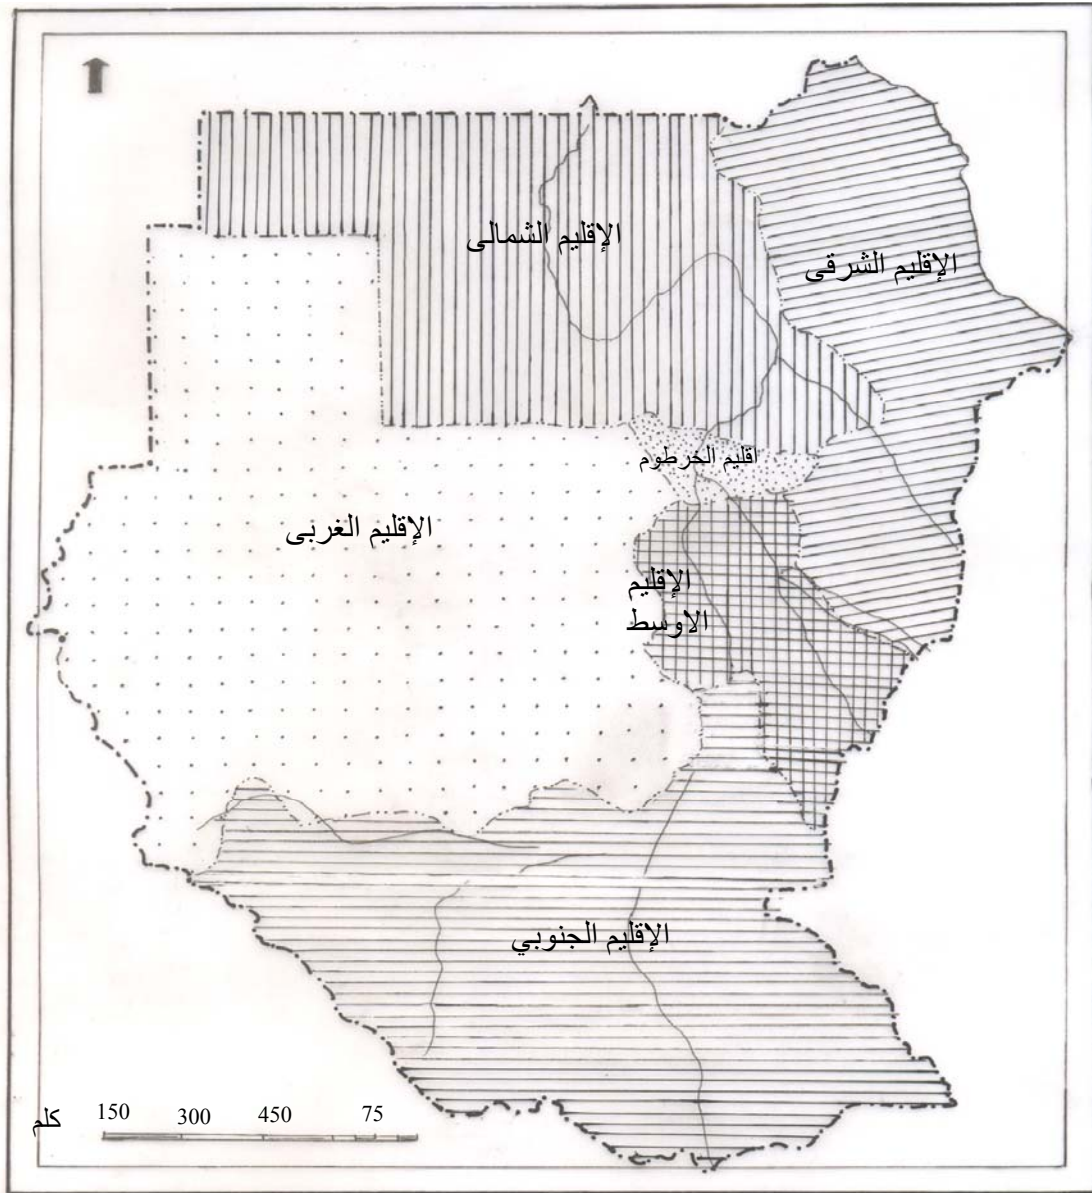 الإقليم الشمالى
الإقليم الشرقى
اقليم الخرطوم
الإقليم الغربى
الإقليم
الاوسط
الإقليم الجنوبي
كلم 150 300 450 75